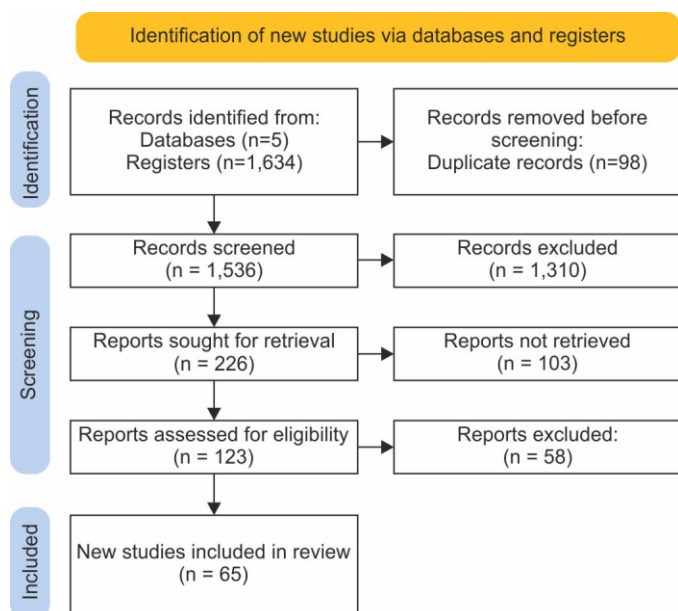 Identification of new studies via databases and registers
Identification
Records identified from:
Databases (n=5)
Registers (n=1,634)
Records removed before
screening:
Duplicate records (n=98)
Screening
Records screened
(n = 1,536)
Records excluded
(n = 1,310)
Reports sought for retrieval
(n = 226)
Reports not retrieved
(n = 103)
Reports assessed for eligibility
(n = 123)
Reports excluded:
(n = 58)
Included
New studies included in review
(n = 65)